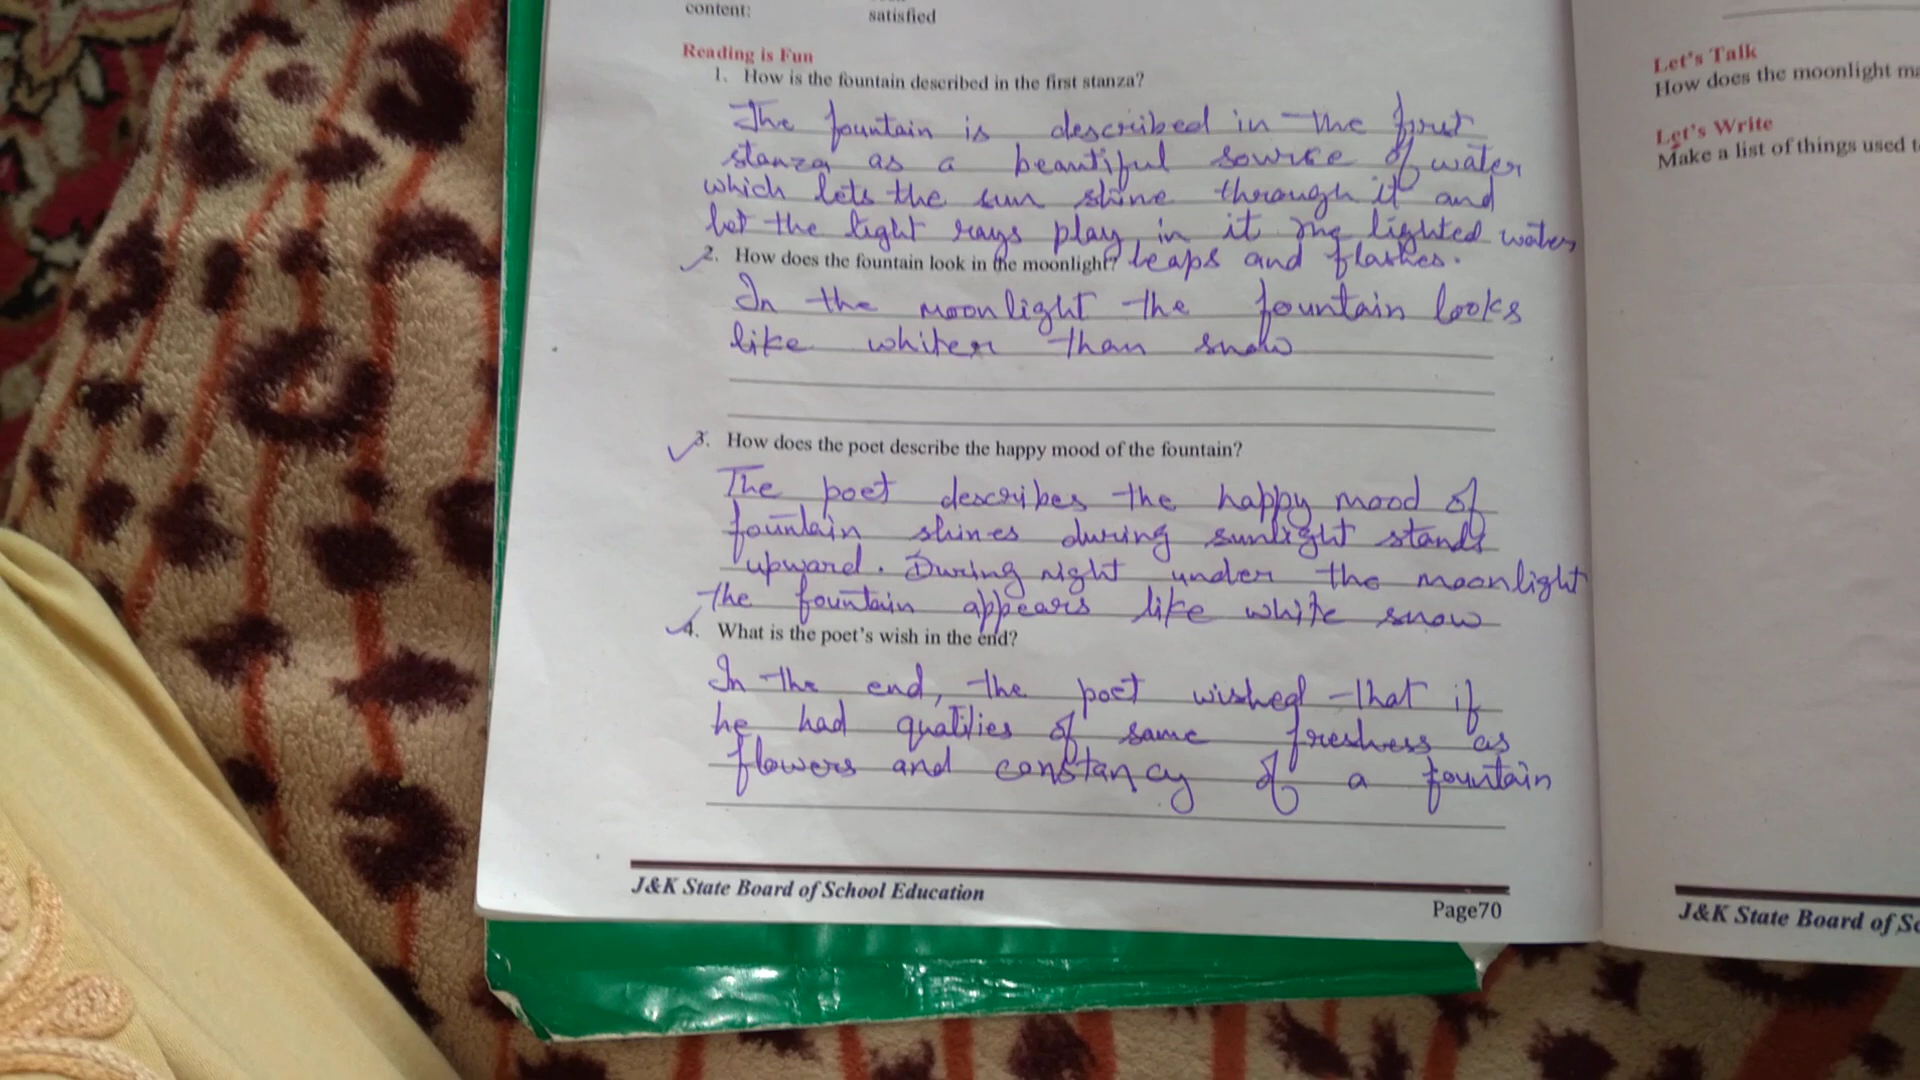 content:
satisfied
Reading is Fun
1. How is the fountain described in the first stanza?
The fountain is described in the first
stanza as a beautiful source of water
which lets the sun shine through it and
let the light rays play in it The lighted water
leaps and flashes.
2. How does the fountain look in the moonlight?
In the moonlight the fountain looks
like whiter than snow
3. How does the poet describe the happy mood of the fountain?
The poet describes the happy mood of
fountain shines during sunlight stands
upward. During night under the moonlight
the fountain appears like white snow
4. What is the poet's wish in the end?
In the end, the poet wished that if
he had qualities of same freshness as
flowers and constancy of a fountain
J&K State Board of School Education
Page70
Let's Talk
How does the moonlight
Let's Write
Make a list of things used
J&K State Board of